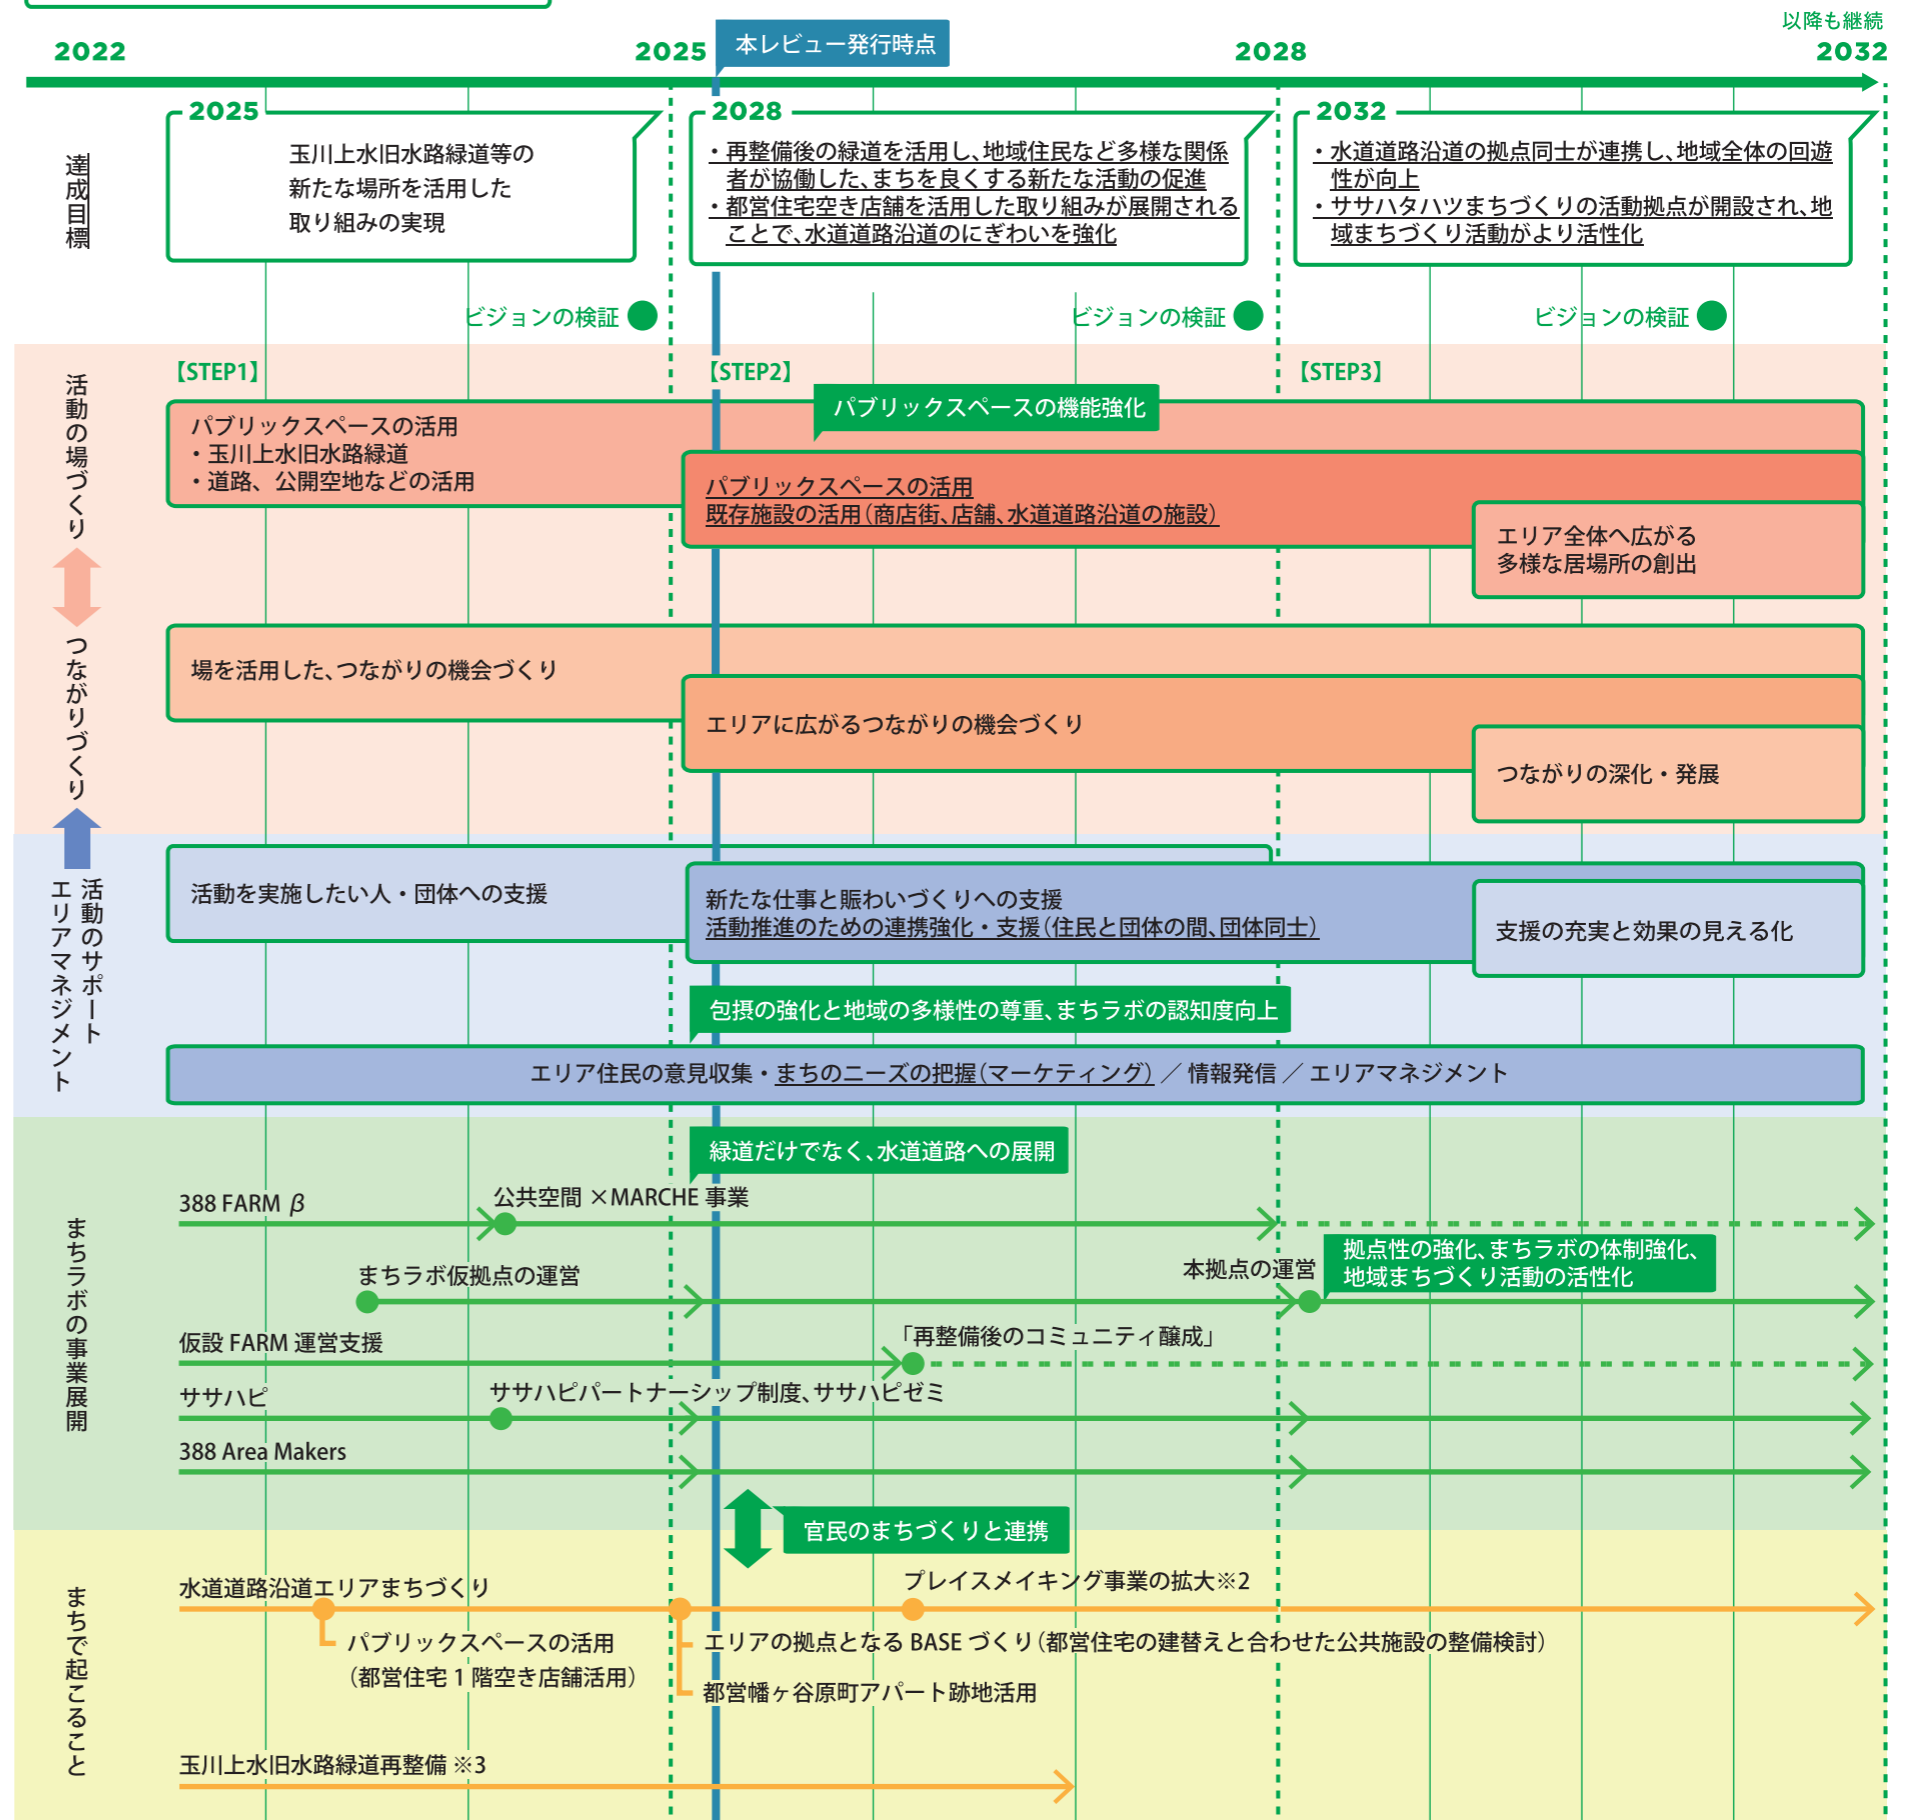 以降も継続
2022
2025
本レビュー発行時点
2028
2032
達成目標
2025
玉川上水旧水路緑道等の
新たな場所を活用した
取り組みの実現
2028
・再整備後の緑道を活用し、地域住民など多様な関係
者が協働した、まちを良くする新たな活動の促進
・都営住宅空き店舗を活用した取り組みが展開される
ことで、水道道路沿道のにぎわいを強化
2032
・水道道路沿道の拠点同士が連携し、地域全体の回遊
性が向上
・ササハタハツまちづくりの活動拠点が開設され、地
域まちづくり活動がより活性化
ビジョンの検証
ビジョンの検証
ビジョンの検証
活動の場づくり
【STEP1】
【STEP2】
【STEP3】
パブリックスペースの機能強化
パブリックスペースの活用
・玉川上水旧水路緑道
・道路、公開空地などの活用
パブリックスペースの活用
既存施設の活用（商店街、店舗、水道道路沿道の施設）
エリア全体へ広がる
多様な居場所の創出
つながりづくり
場を活用した、つながりの機会づくり
エリアに広がるつながりの機会づくり
つながりの深化・発展
活動のサポート
エリアマネジメント
活動を実施したい人・団体への支援
新たな仕事と賑わいづくりへの支援
活動推進のための連携強化・支援（住民と団体の間、団体同士）
支援の充実と効果の見える化
包摂の強化と地域の多様性の尊重、まちラボの認知度向上
エリア住民の意見収集・まちのニーズの把握（マーケティング）／情報発信／エリアマネジメント
まちラボの事業展開
緑道だけでなく、水道道路への展開
388 FARM β
公共空間 ×MARCHE 事業
まちラボ仮拠点の運営
本拠点の運営
拠点性の強化、まちラボの体制強化、
地域まちづくり活動の活性化
仮設 FARM 運営支援
「再整備後のコミュニティ醸成」
ササハピ
ササハピパートナーシップ制度、ササハピゼミ
388 Area Makers
官民のまちづくりと連携
まちで起こること
水道道路沿道エリアまちづくり
プレイスメイキング事業の拡大※2
パブリックスペースの活用
（都営住宅 1 階空き店舗活用）
エリアの拠点となる BASE づくり（都営住宅の建替えと合わせた公共施設の整備検討）
都営幡ヶ谷原町アパート跡地活用
玉川上水旧水路緑道再整備 ※3